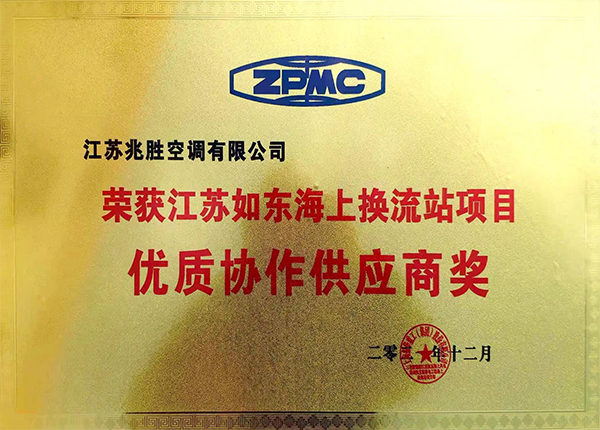 ZPMC
江苏兆胜空调有限公司
荣获江苏如东海上换流站项目
优质协作供应商奖
二零二 年十二月